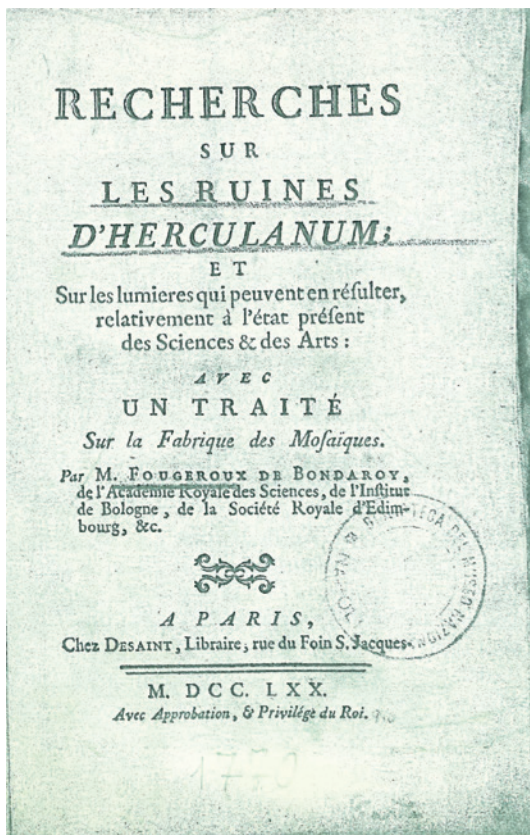 RECHERCHES
SUR
LES RUINES
D'HERCULANUM;
ET
Sur les lumieres qui peuvent en réſulter,
relativement à l'état préſent
des Sciences & des Arts :
AVEC
UN TRAITÉ
Sur la Fabrique des Moſaïques.
Par M. FOUGEROUX DE BONDAROY,
de l'Académie Royale des Sciences, de l'Inſtitut
de Bologne, de la Société Royale d'Edim-
bourg, &c.
A PARIS,
Chez DESAINT, Libraire, rue du Foin S. Jacques.
M. DCC. LXX.
Avec Approbation, & Privilége du Roi.
1770